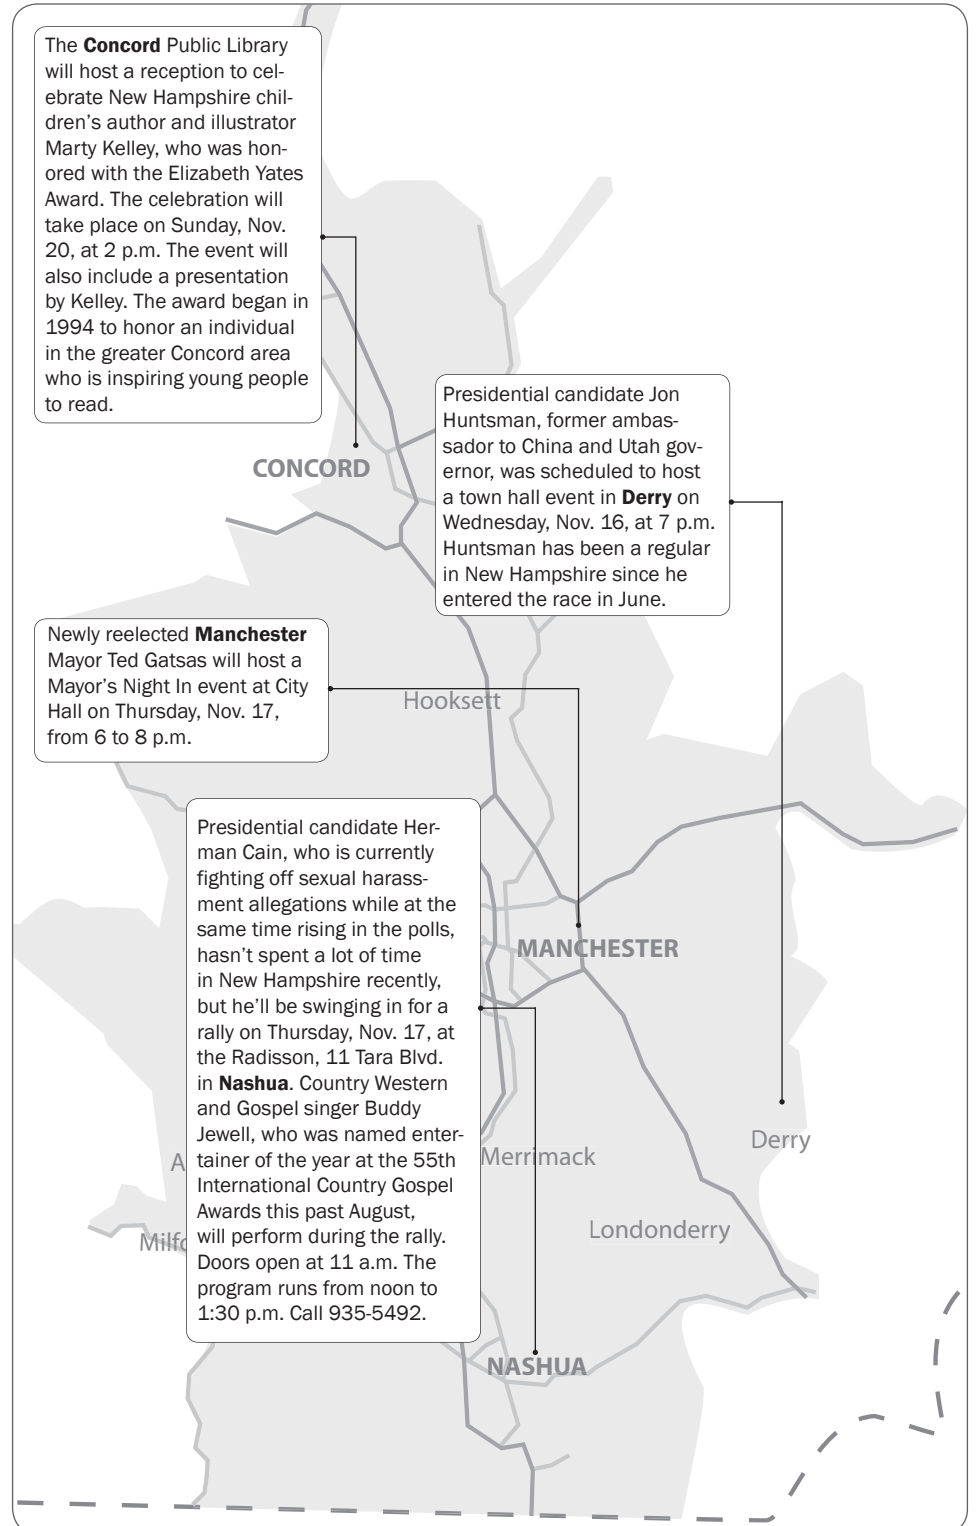 The Concord Public Library
will host a reception to cel-
ebrate New Hampshire chil-
dren’s author and illustrator
Marty Kelley, who was hon-
ored with the Elizabeth Yates
Award. The celebration will
take place on Sunday, Nov.
20, at 2 p.m. The event will
also include a presentation
by Kelley. The award began in
1994 to honor an individual
in the greater Concord area
who is inspiring young people
to read.
Presidential candidate Jon
Huntsman, former ambas-
sador to China and Utah gov-
ernor, was scheduled to host
a town hall event in Derry on
Wednesday, Nov. 16, at 7 p.m.
Huntsman has been a regular
in New Hampshire since he
entered the race in June.
CONCORD
Newly reelected Manchester
Mayor Ted Gatsas will host a
Mayor’s Night In event at City
Hall on Thursday, Nov. 17,
from 6 to 8 p.m.
Hooksett
Presidential candidate Her-
man Cain, who is currently
fighting off sexual harass-
ment allegations while at the
same time rising in the polls,
hasn’t spent a lot of time
in New Hampshire recently,
but he’ll be swinging in for a
rally on Thursday, Nov. 17, at
the Radisson, 11 Tara Blvd.
in Nashua. Country Western
and Gospel singer Buddy
Jewell, who was named enter-
tainer of the year at the 55th
International Country Gospel
Awards this past August,
will perform during the rally.
Doors open at 11 a.m. The
program runs from noon to
1:30 p.m. Call 935-5492.
MANCHESTER
Derry
Merrimack
Londonderry
NASHUA